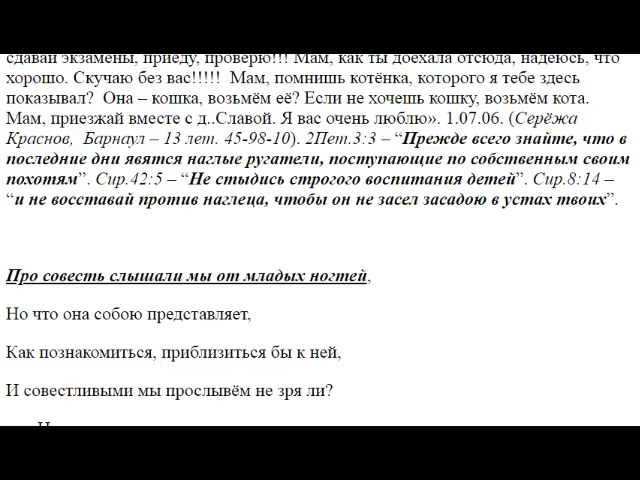 сдавай экзамены, приеду, проверю!!! Мам, как ты доехала отсюда, надеюсь, что
хорошо. Скучаю без вас!!!!!  Мам, помнишь котёнка, которого я тебе здесь
показывал?  Она – кошка, возьмём её? Если не хочешь кошку, возьмём кота.
Мам, приезжай вместе с д..Славой. Я вас очень люблю». 1.07.06. (Серёжа
Краснов,  Барнаул – 13 лет. 45-98-10). 2Пет.3:3 – “Прежде всего знайте, что в
последние дни явятся наглые ругатели, поступающие по собственным своим
похотям”. Сир.42:5 – “Не стыдись строгого воспитания детей”. Сир.8:14 –
“и не восставай против наглеца, чтобы он не засел засадою в устах твоих”.
Про совесть слышали мы от младых ногтей,
Но что она собою представляет,
Как познакомиться, приблизиться бы к ней,
И совестливыми мы прослывём не зря ли?